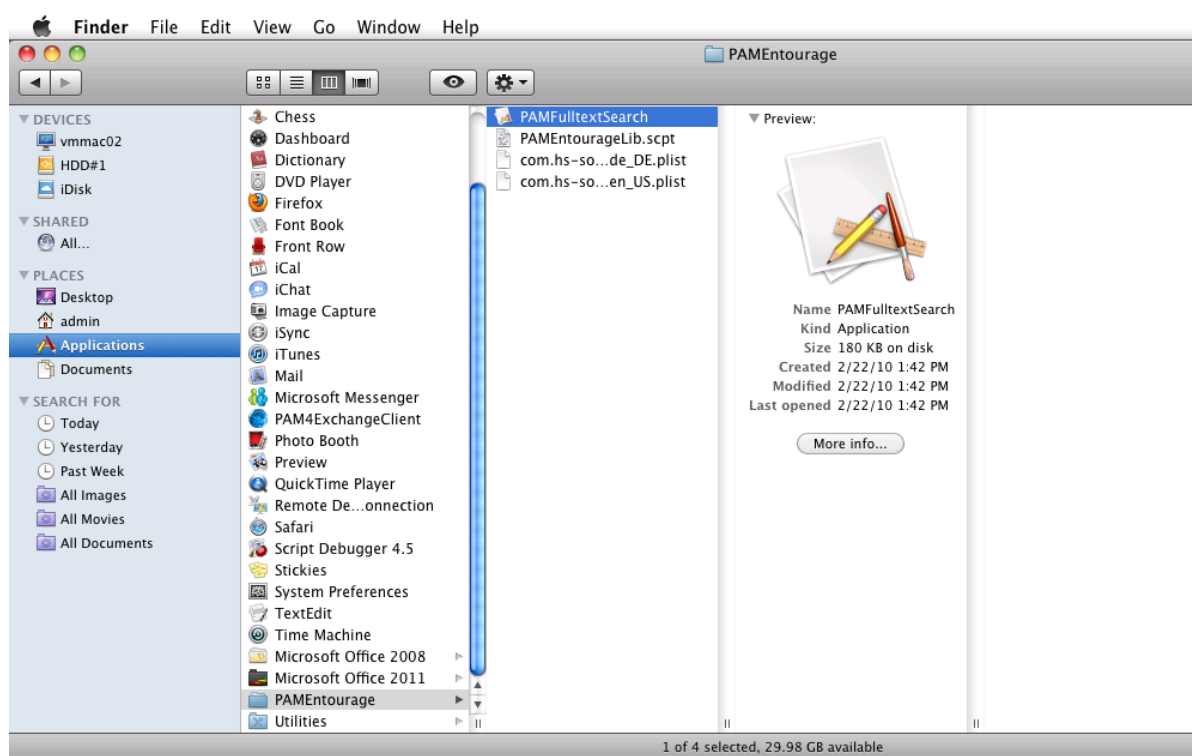 Finder File Edit View Go Window Help
PAMEntourage
DEVICES
vmmac02
HDD#1
iDisk
SHARED
All...
PLACES
Desktop
admin
Applications
Documents
SEARCH FOR
Today
Yesterday
Past Week
All Images
All Movies
All Documents
Chess
Dashboard
Dictionary
DVD Player
Firefox
Font Book
Front Row
iCal
iChat
Image Capture
iSync
iTunes
Mail
Microsoft Messenger
PAM4ExchangeClient
Photo Booth
Preview
QuickTime Player
Remote De...onnection
Safari
Script Debugger 4.5
Stickies
System Preferences
TextEdit
Time Machine
Microsoft Office 2008
Microsoft Office 2011
PAMEntourage
Utilities
PAMFulltextSearch
PAMEntourageLib.scpt
com.hs-so...de_DE.plist
com.hs-so...en_US.plist
Preview:
Name PAMFulltextSearch
Kind Application
Size 180 KB on disk
Created 2/22/10 1:42 PM
Modified 2/22/10 1:42 PM
Last opened 2/22/10 1:42 PM
More info...
1 of 4 selected, 29.98 GB available